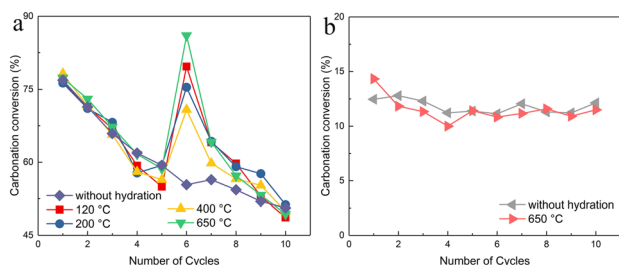 a
90
75
60
45
Carbonation conversion (%)
without hydration
120 °C
200 °C
400 °C
650 °C
0 2 4 6 8 10
Number of Cycles
b
20
15
10
5
0
Carbonation conversion (%)
without hydration
650 °C
0 2 4 6 8 10
Number of Cycles